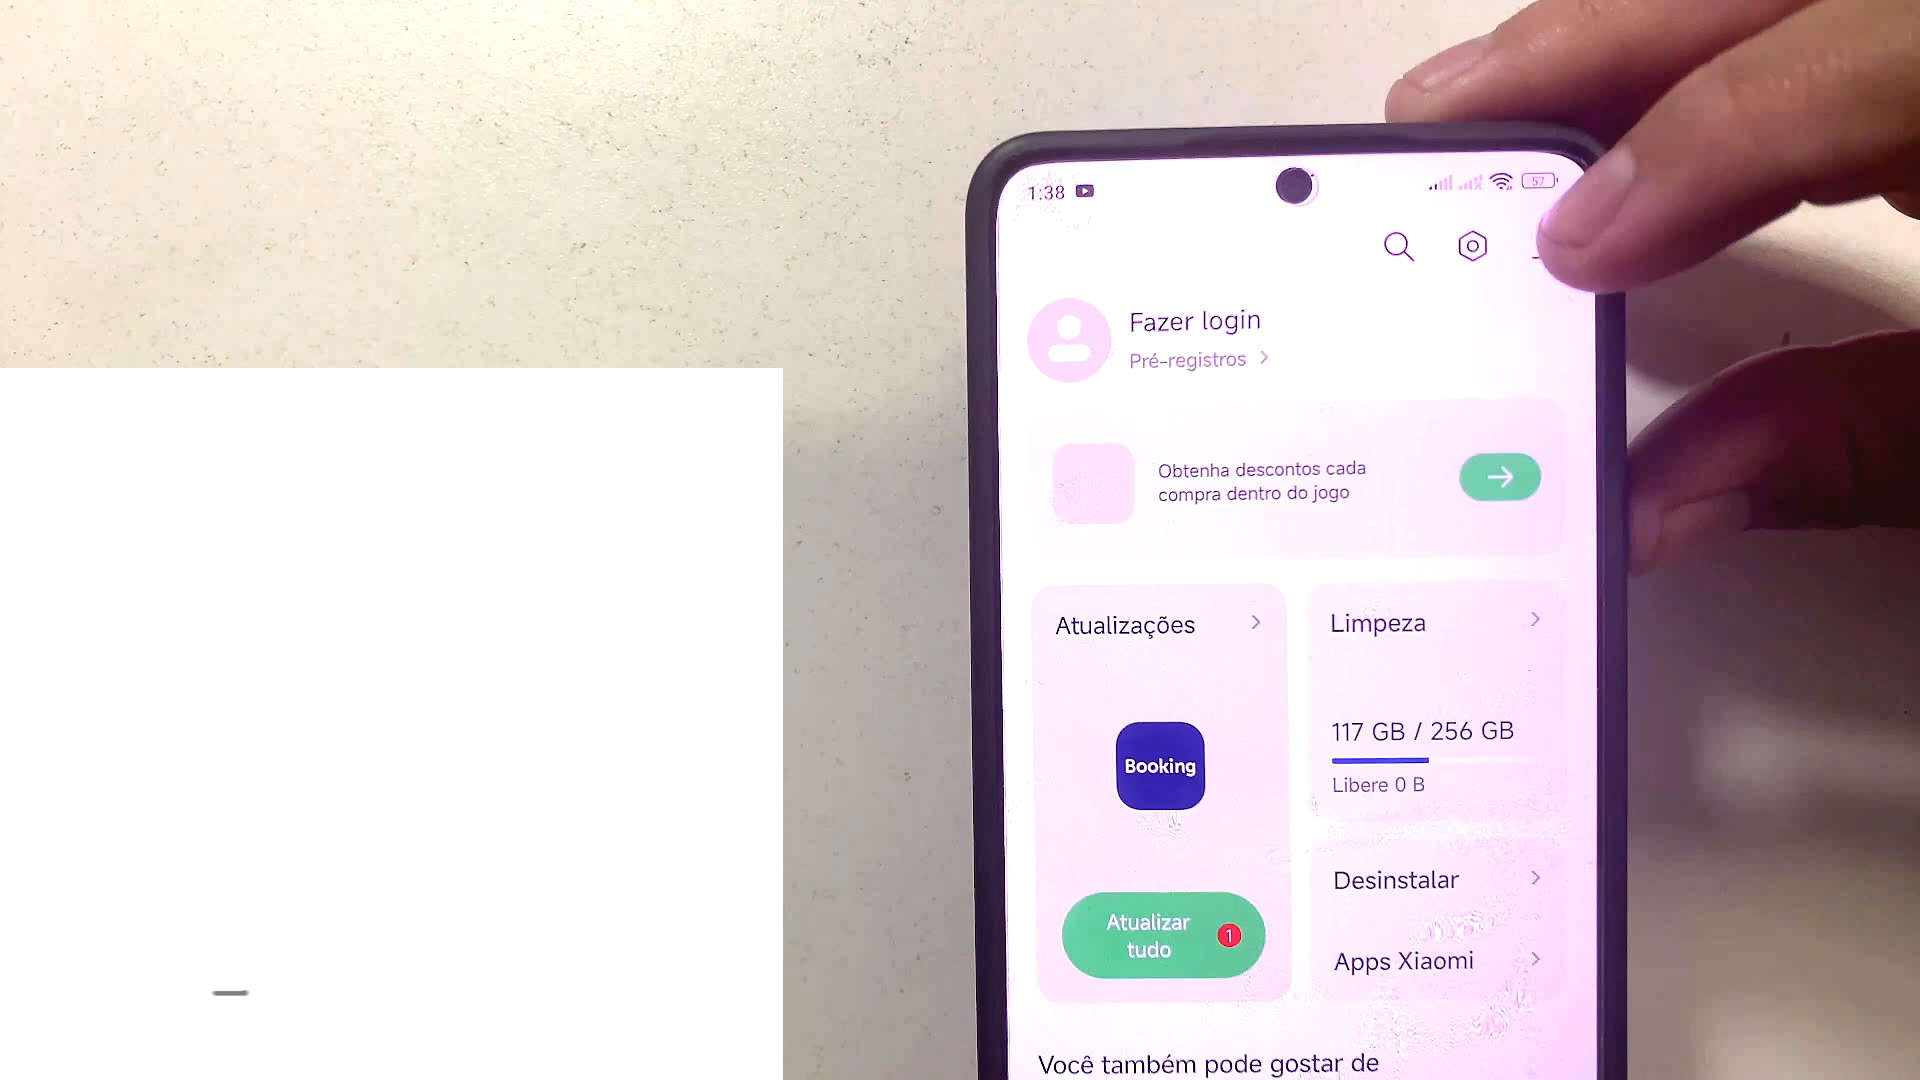 1:38
57
Fazer login
Pré-registros
Obtenha descontos cada
compra dentro do jogo
Atualizações
Limpeza
Booking
117 GB / 256 GB
Libere 0 B
Atualizar
tudo
1
Desinstalar
Apps Xiaomi
Você também pode gostar de